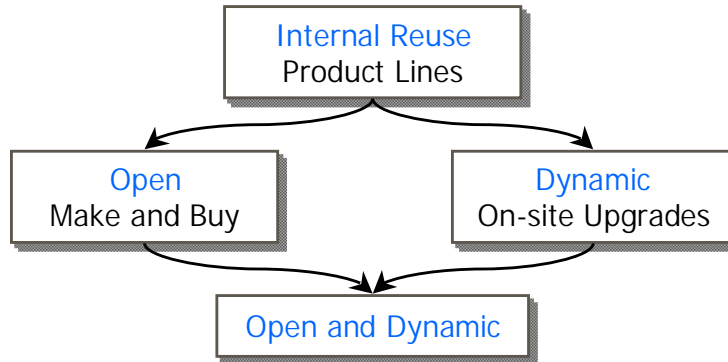 Internal Reuse
Product Lines
Open
Make and Buy
Dynamic
On-site Upgrades
Open and Dynamic